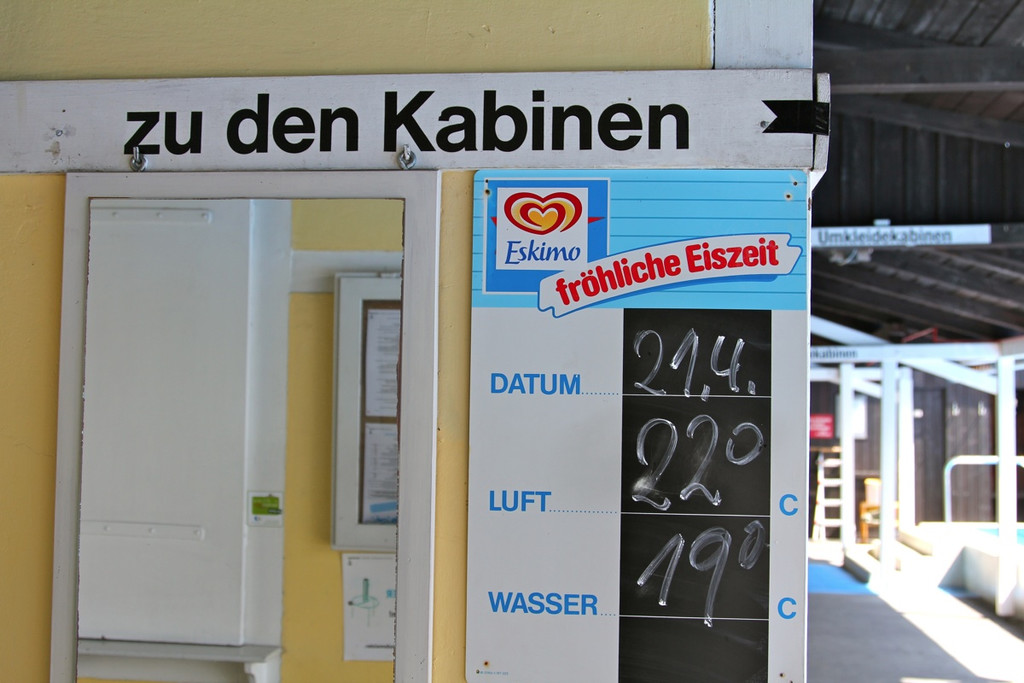 zu den Kabinen
Umkleidekabinen
Eskimo
fröhliche Eiszeit
DATUM 21.4.
LUFT 22° C
WASSER 19° C